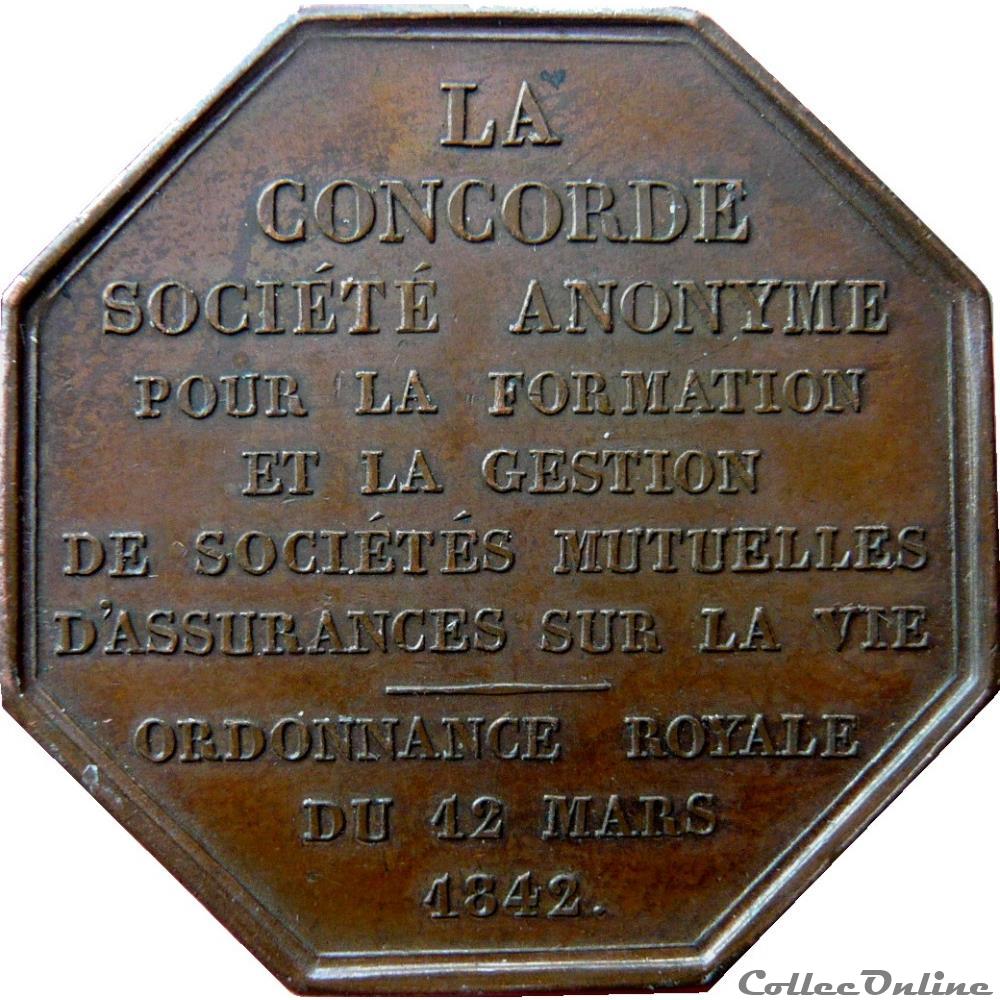 LA
CONCORDE
SOCIÉTÉ ANONYME
POUR LA FORMATION
ET LA GESTION
DE SOCIÉTÉS MUTUELLES
D'ASSURANCES SUR LA VIE
ORDONNANCE ROYALE
DU 12 MARS
1842.
CollecOnline